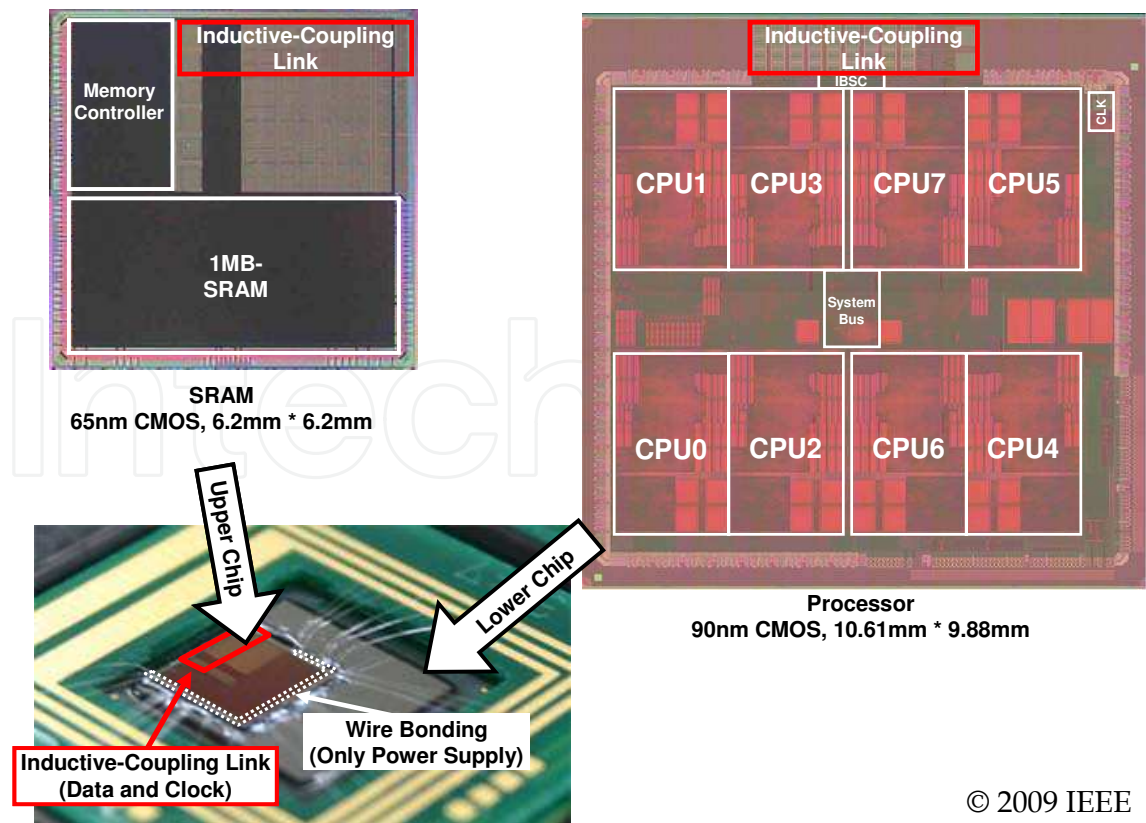 Inductive-Coupling
Link
Memory
Controller
1MB-
SRAM
SRAM
65nm CMOS, 6.2mm * 6.2mm
Inductive-Coupling
Link
IBSC
CLK
CPU1
CPU3
CPU7
CPU5
System
Bus
CPU0
CPU2
CPU6
CPU4
Processor
90nm CMOS, 10.61mm * 9.88mm
Intech
Upper Chip
Lower Chip
Wire Bonding
(Only Power Supply)
Inductive-Coupling Link
(Data and Clock)
© 2009 IEEE